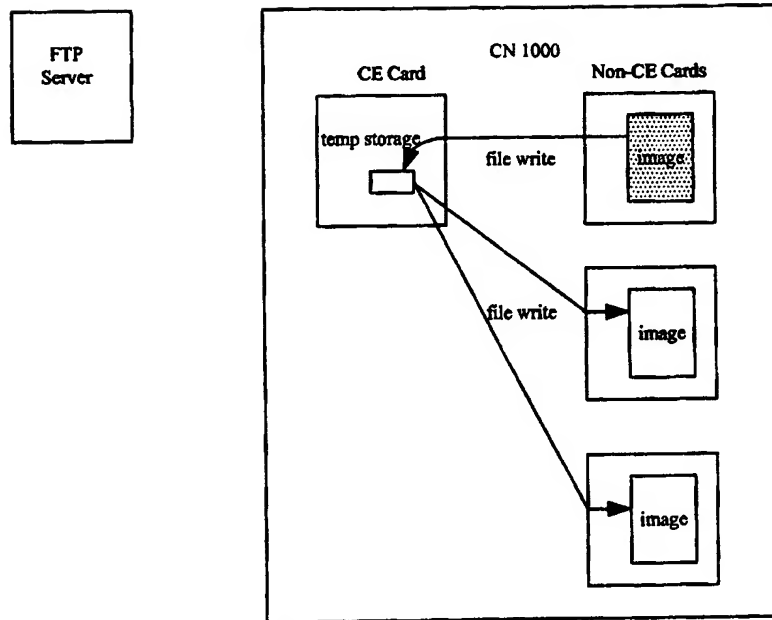 FTP
Server
CN 1000
CE Card
Non-CE Cards
temp storage
image
file write
image
file write
image